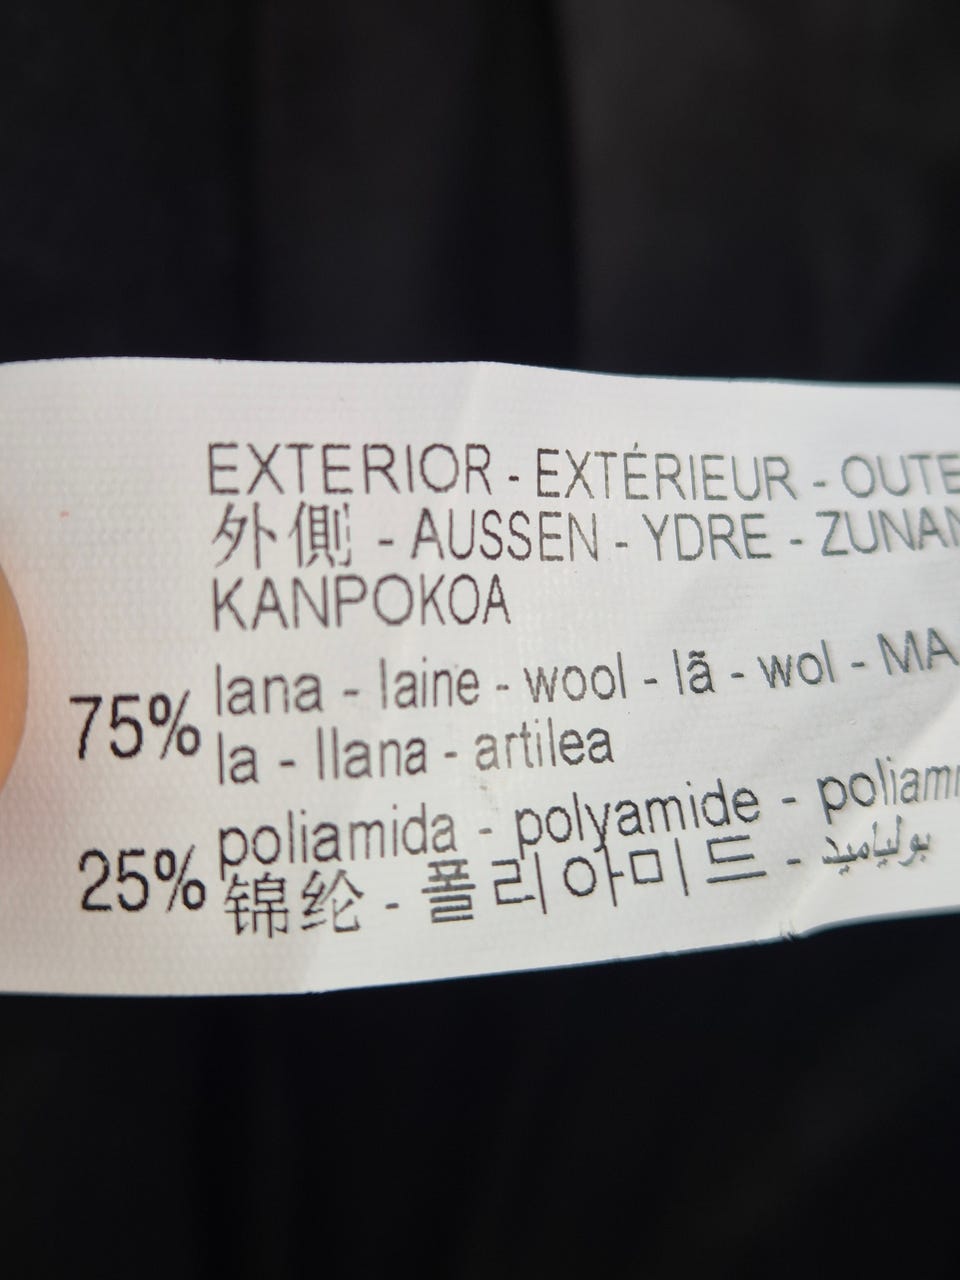 EXTERIOR - EXTÉRIEUR - OUTE
外側 - AUSSEN - YDRE - ZUNAN
KANPOKOA
75% lana - laine - wool - lã - wol - MA
la - llana - artilea
25% poliamida - polyamide - poliam
锦纶 - 폴리아미드 - بولياميد